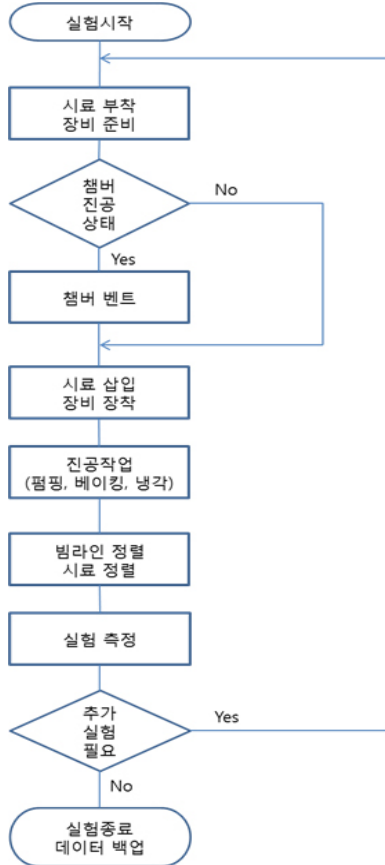 실험시작
시료 부착
장비 준비
챔버
진공
상태
No
Yes
챔버 벤트
시료 삽입
장비 장착
진공작업
(펌핑, 베이킹, 냉각)
빔라인 정렬
시료 정렬
실험 측정
추가
실험
필요
Yes
No
실험종료
데이터 백업